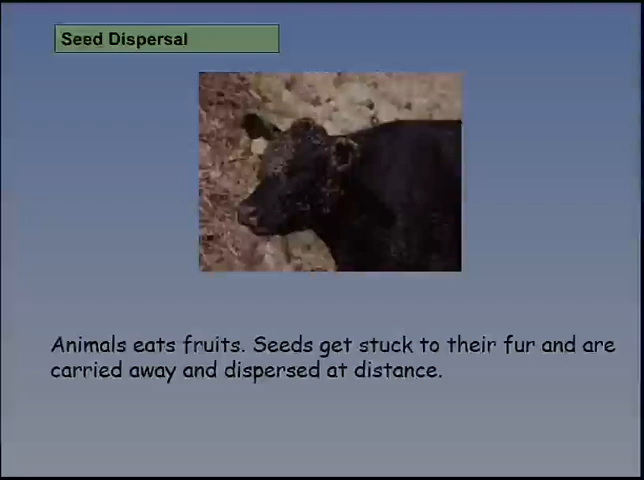 Seed Dispersal
Animals eats fruits. Seeds get stuck to their fur and are
carried away and dispersed at distance.